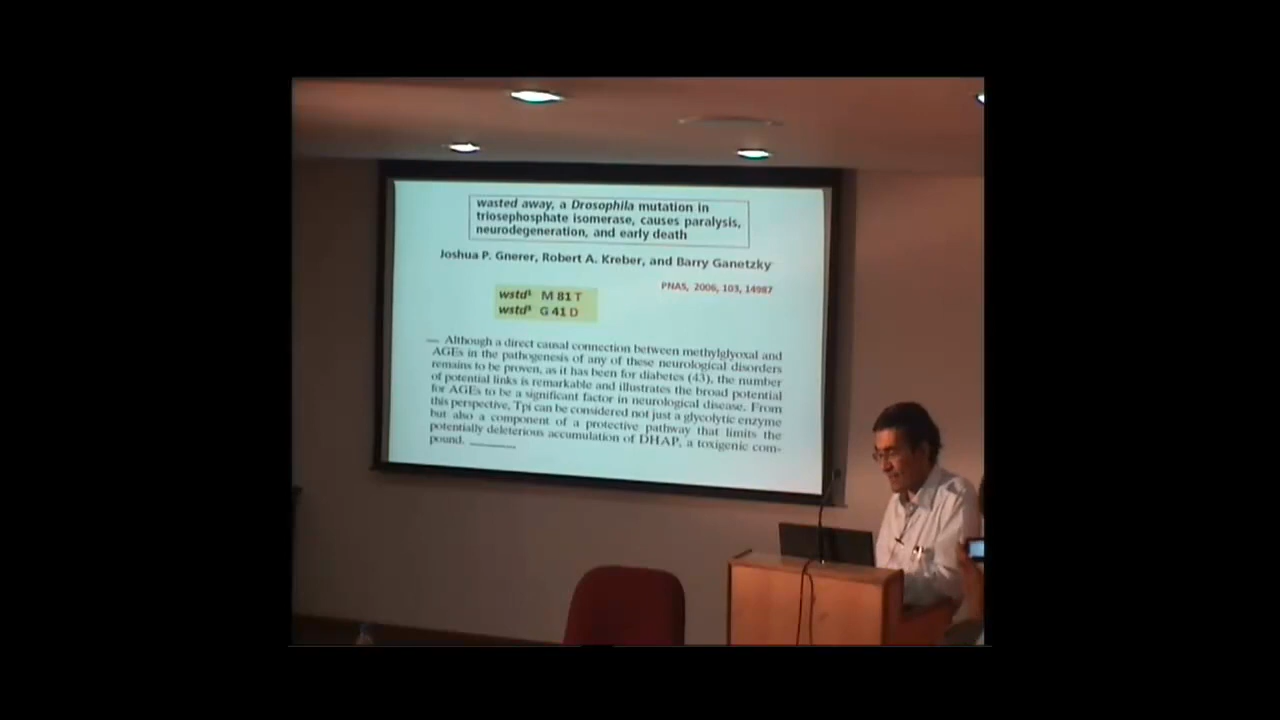 wasted away, a Drosophila mutation in
triosephosphate isomerase, causes paralysis,
neurodegeneration, and early death
Joshua P. Gnerer, Robert A. Kreber, and Barry Ganetzky
PNAS, 2006, 103, 14987
wstd¹ M 81 T
wstd³ G 41 D
Although a direct causal connection between methylglyoxal and
AGEs in the pathogenesis of any of these neurological disorders
remains to be proven, as it has been for diabetes (43), the number
of potential links is remarkable and illustrates the broad potential
for AGEs to be a significant factor in neurological disease. From
this perspective, Tpi can be considered not just a glycolytic enzyme
but also a component of a protective pathway that limits the
potentially deleterious accumulation of DHAP, a toxigenic com-
pound.